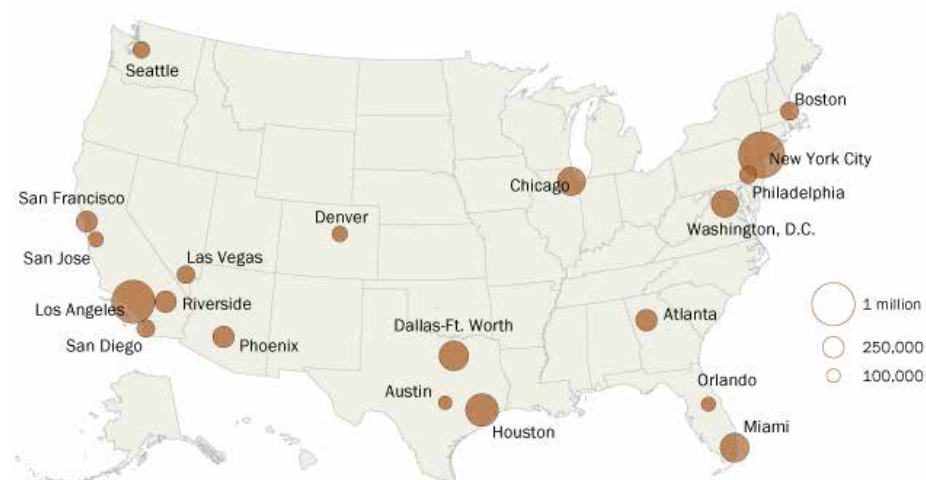 Seattle
Boston
New York City
Chicago
Philadelphia
San Francisco
Denver
Washington, D.C.
San Jose
Las Vegas
Los Angeles
Riverside
1 million
Atlanta
Dallas-Ft. Worth
San Diego
Phoenix
250,000
100,000
Orlando
Austin
Miami
Houston